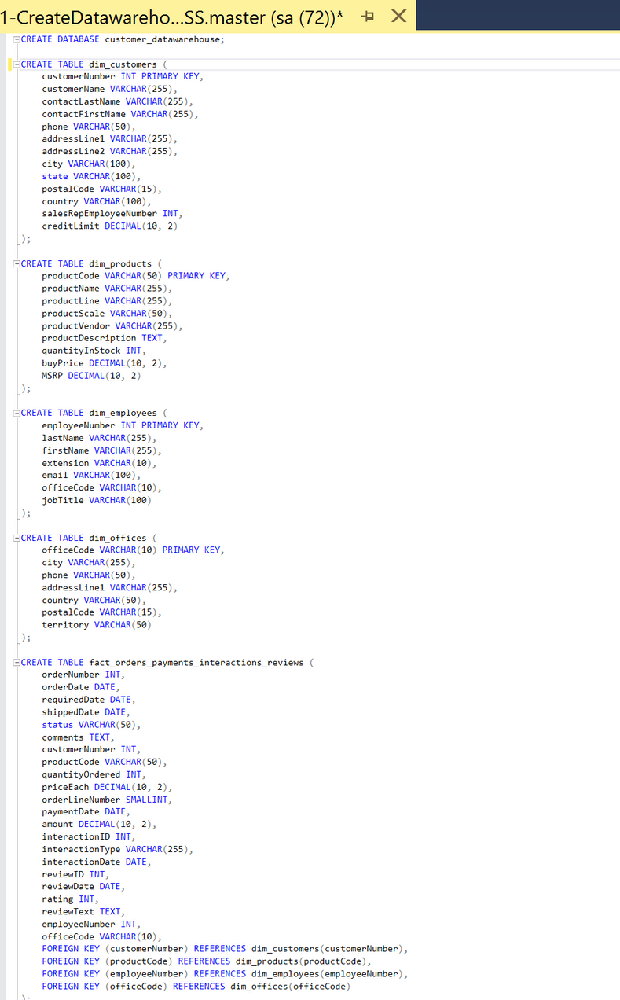 1-CreateDatawareho...SS.master (sa (72))*
CREATE DATABASE customer_datawarehouse;
CREATE TABLE dim_customers (
customerNumber INT PRIMARY KEY,
customerName VARCHAR(255),
contactLastName VARCHAR(255),
contactFirstName VARCHAR(255),
phone VARCHAR(50),
addressLine1 VARCHAR(255),
addressLine2 VARCHAR(255),
city VARCHAR(100),
state VARCHAR(100),
postalCode VARCHAR(15),
country VARCHAR(100),
salesRepEmployeeNumber INT,
creditLimit DECIMAL(10, 2)
);
CREATE TABLE dim_products (
productCode VARCHAR(50) PRIMARY KEY,
productName VARCHAR(255),
productLine VARCHAR(255),
productScale VARCHAR(50),
productVendor VARCHAR(255),
productDescription TEXT,
quantityInStock INT,
buyPrice DECIMAL(10, 2),
MSRP DECIMAL(10, 2)
);
CREATE TABLE dim_employees (
employeeNumber INT PRIMARY KEY,
lastName VARCHAR(255),
firstName VARCHAR(255),
extension VARCHAR(10),
email VARCHAR(100),
officeCode VARCHAR(10),
jobTitle VARCHAR(100)
);
CREATE TABLE dim_offices (
officeCode VARCHAR(10) PRIMARY KEY,
city VARCHAR(255),
phone VARCHAR(50),
addressLine1 VARCHAR(255),
country VARCHAR(50),
postalCode VARCHAR(15),
territory VARCHAR(50)
);
CREATE TABLE fact_orders_payments_interactions_reviews (
orderNumber INT,
orderDate DATE,
requiredDate DATE,
shippedDate DATE,
status VARCHAR(50),
comments TEXT,
customerNumber INT,
productCode VARCHAR(50),
quantityOrdered INT,
priceEach DECIMAL(10, 2),
orderLineNumber SMALLINT,
paymentDate DATE,
amount DECIMAL(10, 2),
interactionID INT,
interactionType VARCHAR(255),
interactionDate DATE,
reviewID INT,
reviewDate DATE,
rating INT,
reviewText TEXT,
employeeNumber INT,
officeCode VARCHAR(10),
FOREIGN KEY (customerNumber) REFERENCES dim_customers(customerNumber),
FOREIGN KEY (productCode) REFERENCES dim_products(productCode),
FOREIGN KEY (employeeNumber) REFERENCES dim_employees(employeeNumber),
FOREIGN KEY (officeCode) REFERENCES dim_offices(officeCode)
);